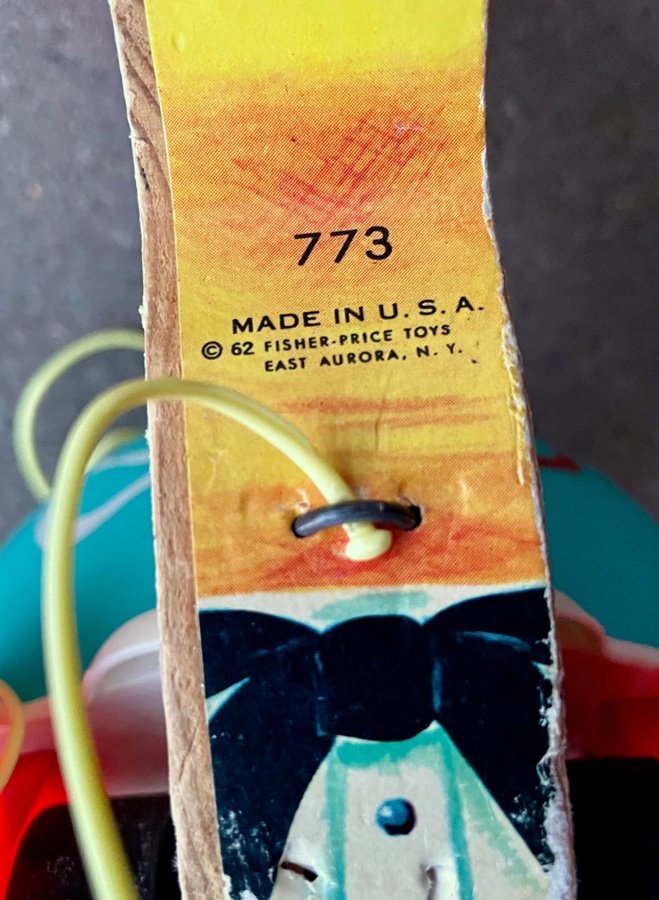 773
MADE IN U. S. A.
© 62 FISHER-PRICE TOYS
EAST AURORA, N. Y.